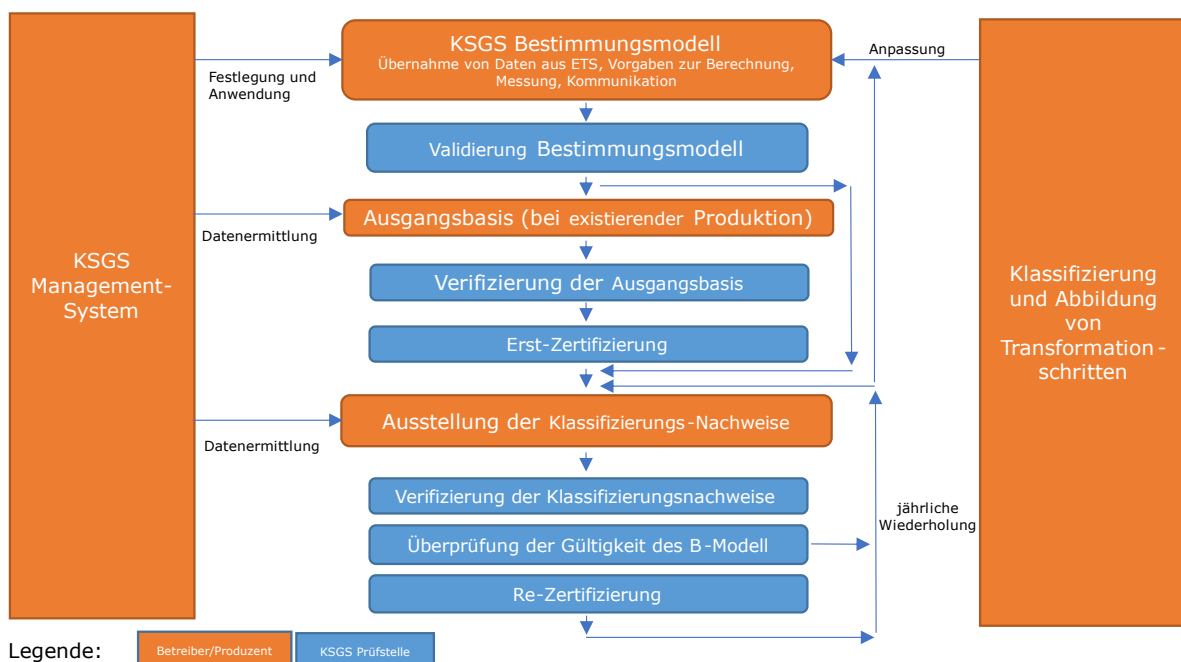 KSGS Bestimmungsmodell
Übernahme von Daten aus ETS, Vorgaben zur Berechnung,
Messung, Kommunikation
Anpassung
Festlegung und
Anwendung
Validierung Bestimmungsmodell
Ausgangsbasis (bei existierender Produktion)
Datenermittlung
KSGS
Management-
System
Verifizierung der Ausgangsbasis
Klassifizierung
und Abbildung
von
Transformation-
schritten
Erst-Zertifizierung
Ausstellung der Klassifizierungs-Nachweise
Datenermittlung
Verifizierung der Klassifizierungsnachweise
jährliche
Wiederholung
Überprüfung der Gültigkeit des B-Modell
Re-Zertifizierung
Legende:
Betreiber/Produzent
KSGS Prüfstelle